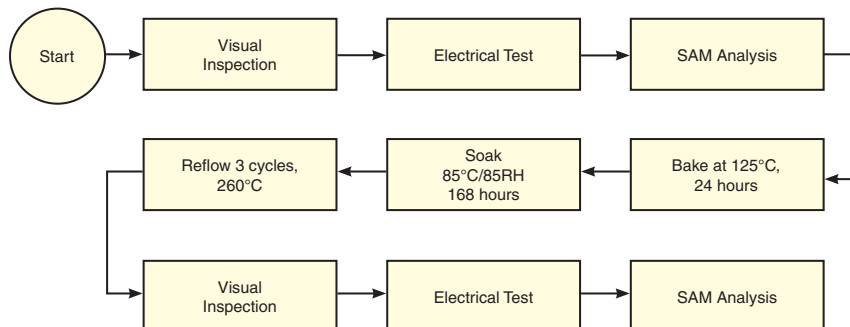 Start
Visual
Inspection
Electrical Test
SAM Analysis
Bake at 125°C,
24 hours
Soak
85°C/85RH
168 hours
Reflow 3 cycles,
260°C
Visual
Inspection
Electrical Test
SAM Analysis